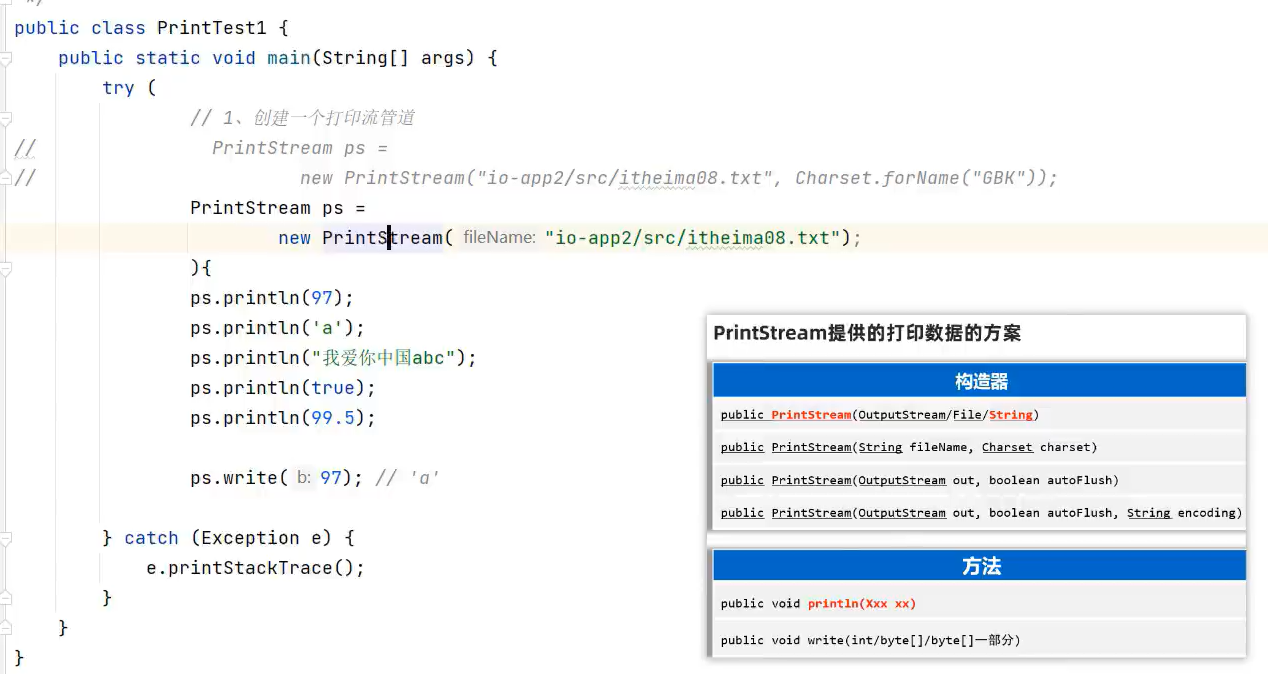 */
public class PrintTest1 {
public static void main(String[] args) {
try (
// 1、创建一个打印流管道
// PrintStream ps =
// new PrintStream("io-app2/src/itheima08.txt", Charset.forName("GBK"));
PrintStream ps =
new PrintStream( fileName: "io-app2/src/itheima08.txt");
){
ps.println(97);
ps.println('a');
ps.println("我爱你中国abc");
ps.println(true);
ps.println(99.5);
ps.write( b: 97); // 'a'
} catch (Exception e) {
e.printStackTrace();
}
}
}
PrintStream提供的打印数据的方案
构造器
public PrintStream(OutputStream/File/String)
public PrintStream(String fileName, Charset charset)
public PrintStream(OutputStream out, boolean autoFlush)
public PrintStream(OutputStream out, boolean autoFlush, String encoding)
方法
public void println(Xxx xx)
public void write(int/byte[]/byte[]一部分)